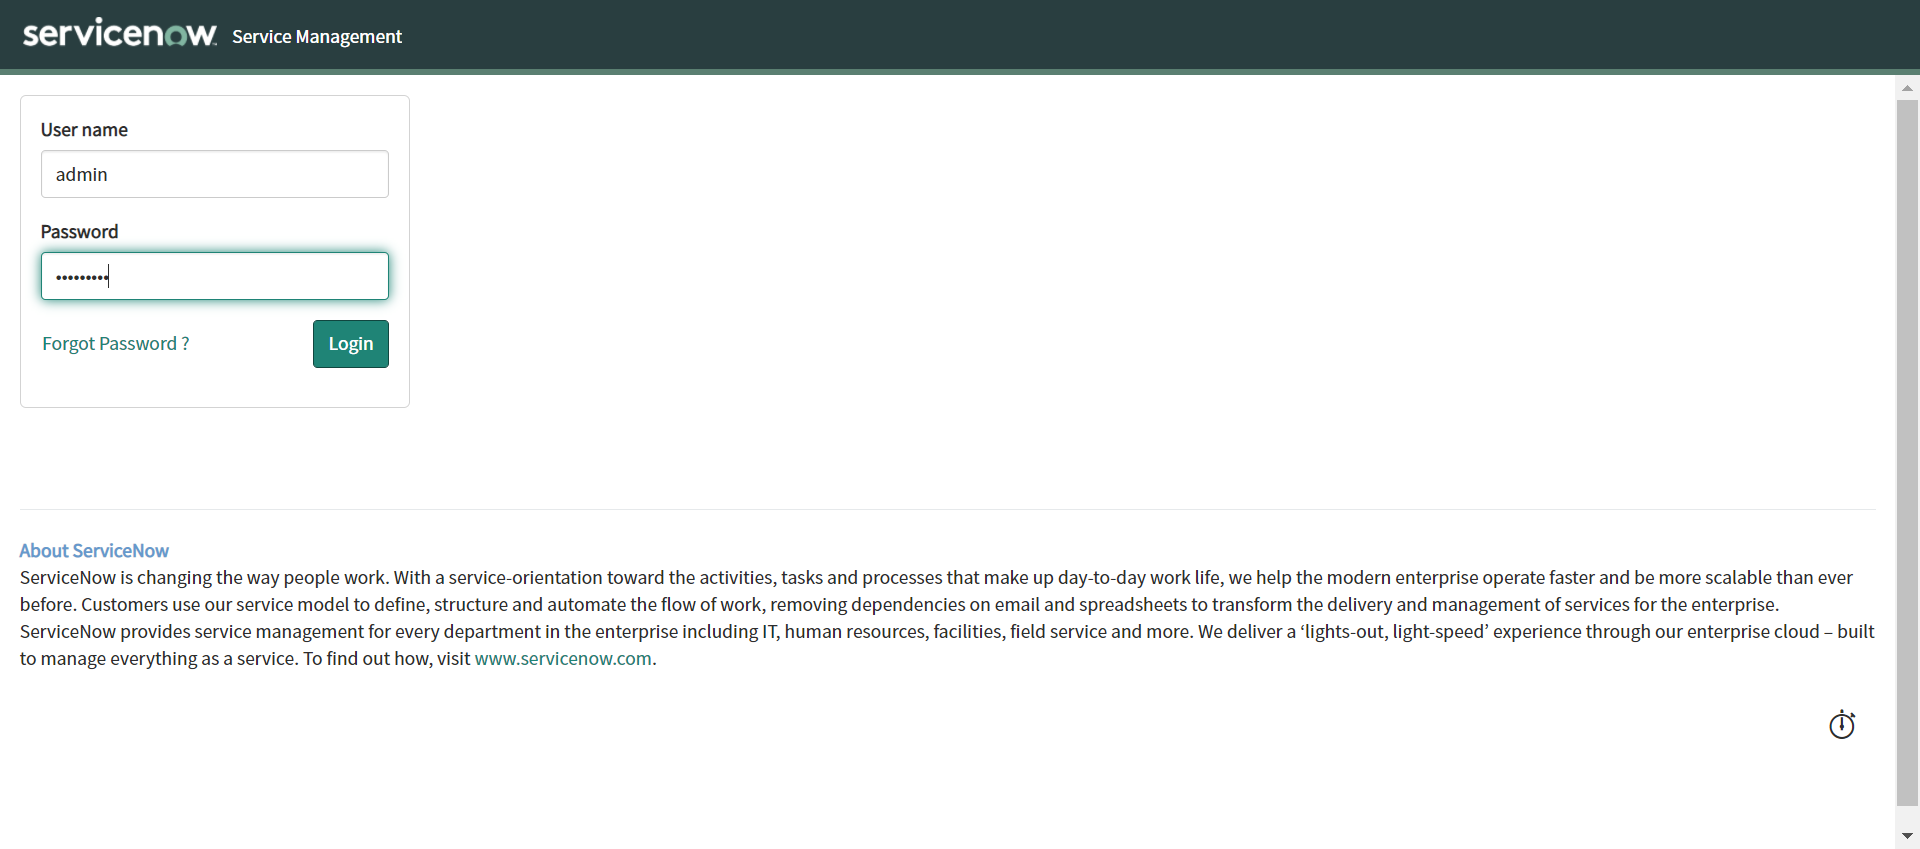 servicenow Service Management
User name
admin
Password
•••••••••
Forgot Password ?
Login
About ServiceNow
ServiceNow is changing the way people work. With a service-orientation toward the activities, tasks and processes that make up day-to-day work life, we help the modern enterprise operate faster and be more scalable than ever
before. Customers use our service model to define, structure and automate the flow of work, removing dependencies on email and spreadsheets to transform the delivery and management of services for the enterprise.
ServiceNow provides service management for every department in the enterprise including IT, human resources, facilities, field service and more. We deliver a ‘lights-out, light-speed’ experience through our enterprise cloud – built
to manage everything as a service. To find out how, visit www.servicenow.com.